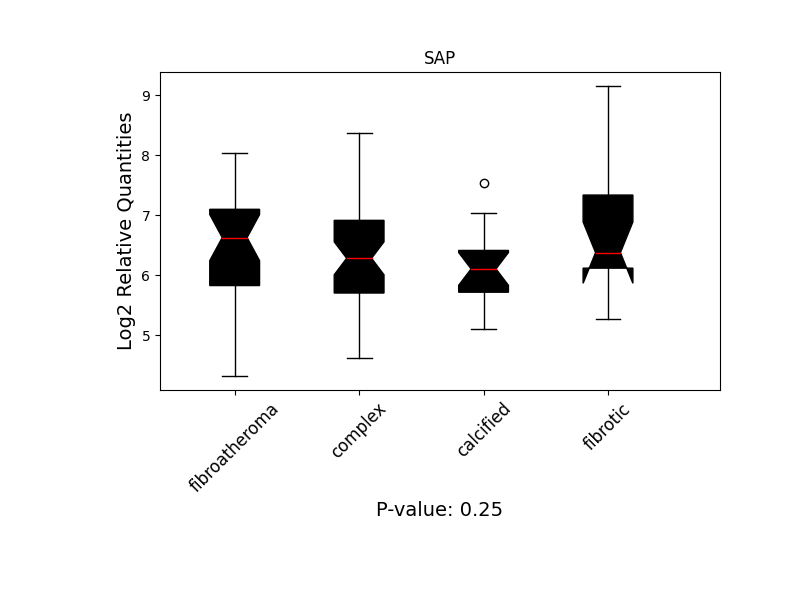 SAP
Log2 Relative Quantities
9
8
7
6
5
fibroatheroma
complex
calcified
fibrotic
P-value: 0.25